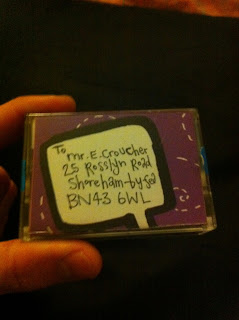 To
mr. E. Croucher
25 Rosslyn Road
Shoreham-by-Sea
BN43 6WL